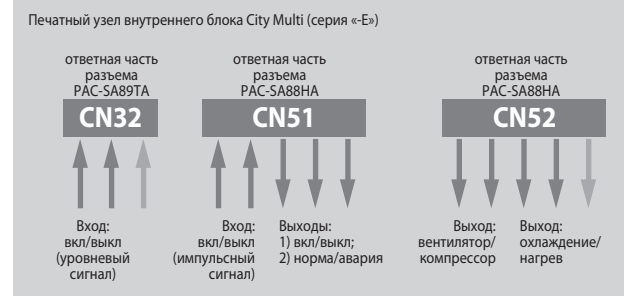 Печатный узел внутреннего блока City Multi (серия «-E»)
ответная часть
разъема
PAC-SA89TA
CN32
Вход:
вкл/выкл
(уровневый
сигнал)
ответная часть
разъема
PAC-SA88HA
CN51
Вход:
вкл/выкл
(импульсный
сигнал)
Выходы:
1) вкл/выкл;
2) норма/авария
ответная часть
разъема
PAC-SA88HA
CN52
Выход:
вентилятор/
компрессор
Выход:
охлаждение/
нагрев